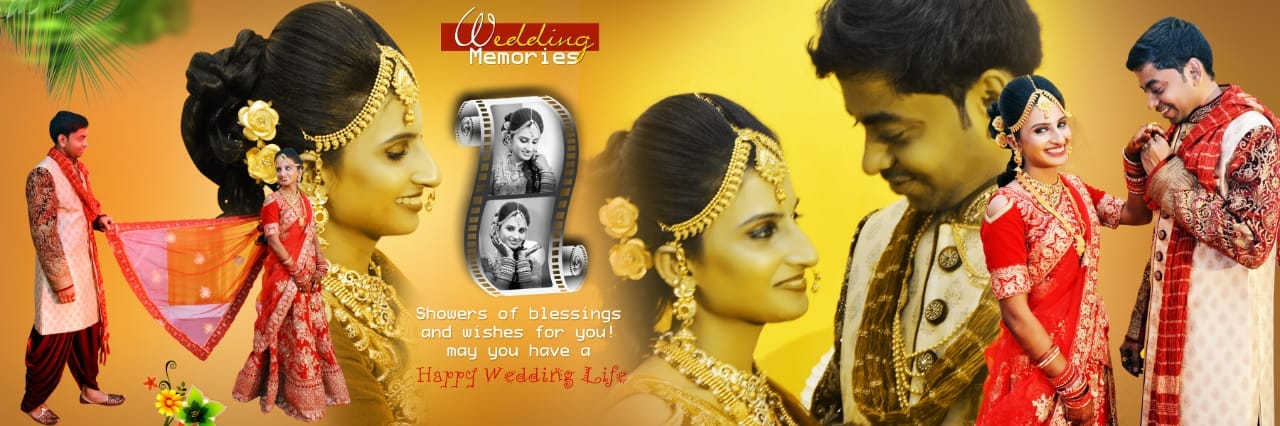 Wedding
Memories
Showers of blessings
and wishes for you!
may you have a
Happy Wedding Life